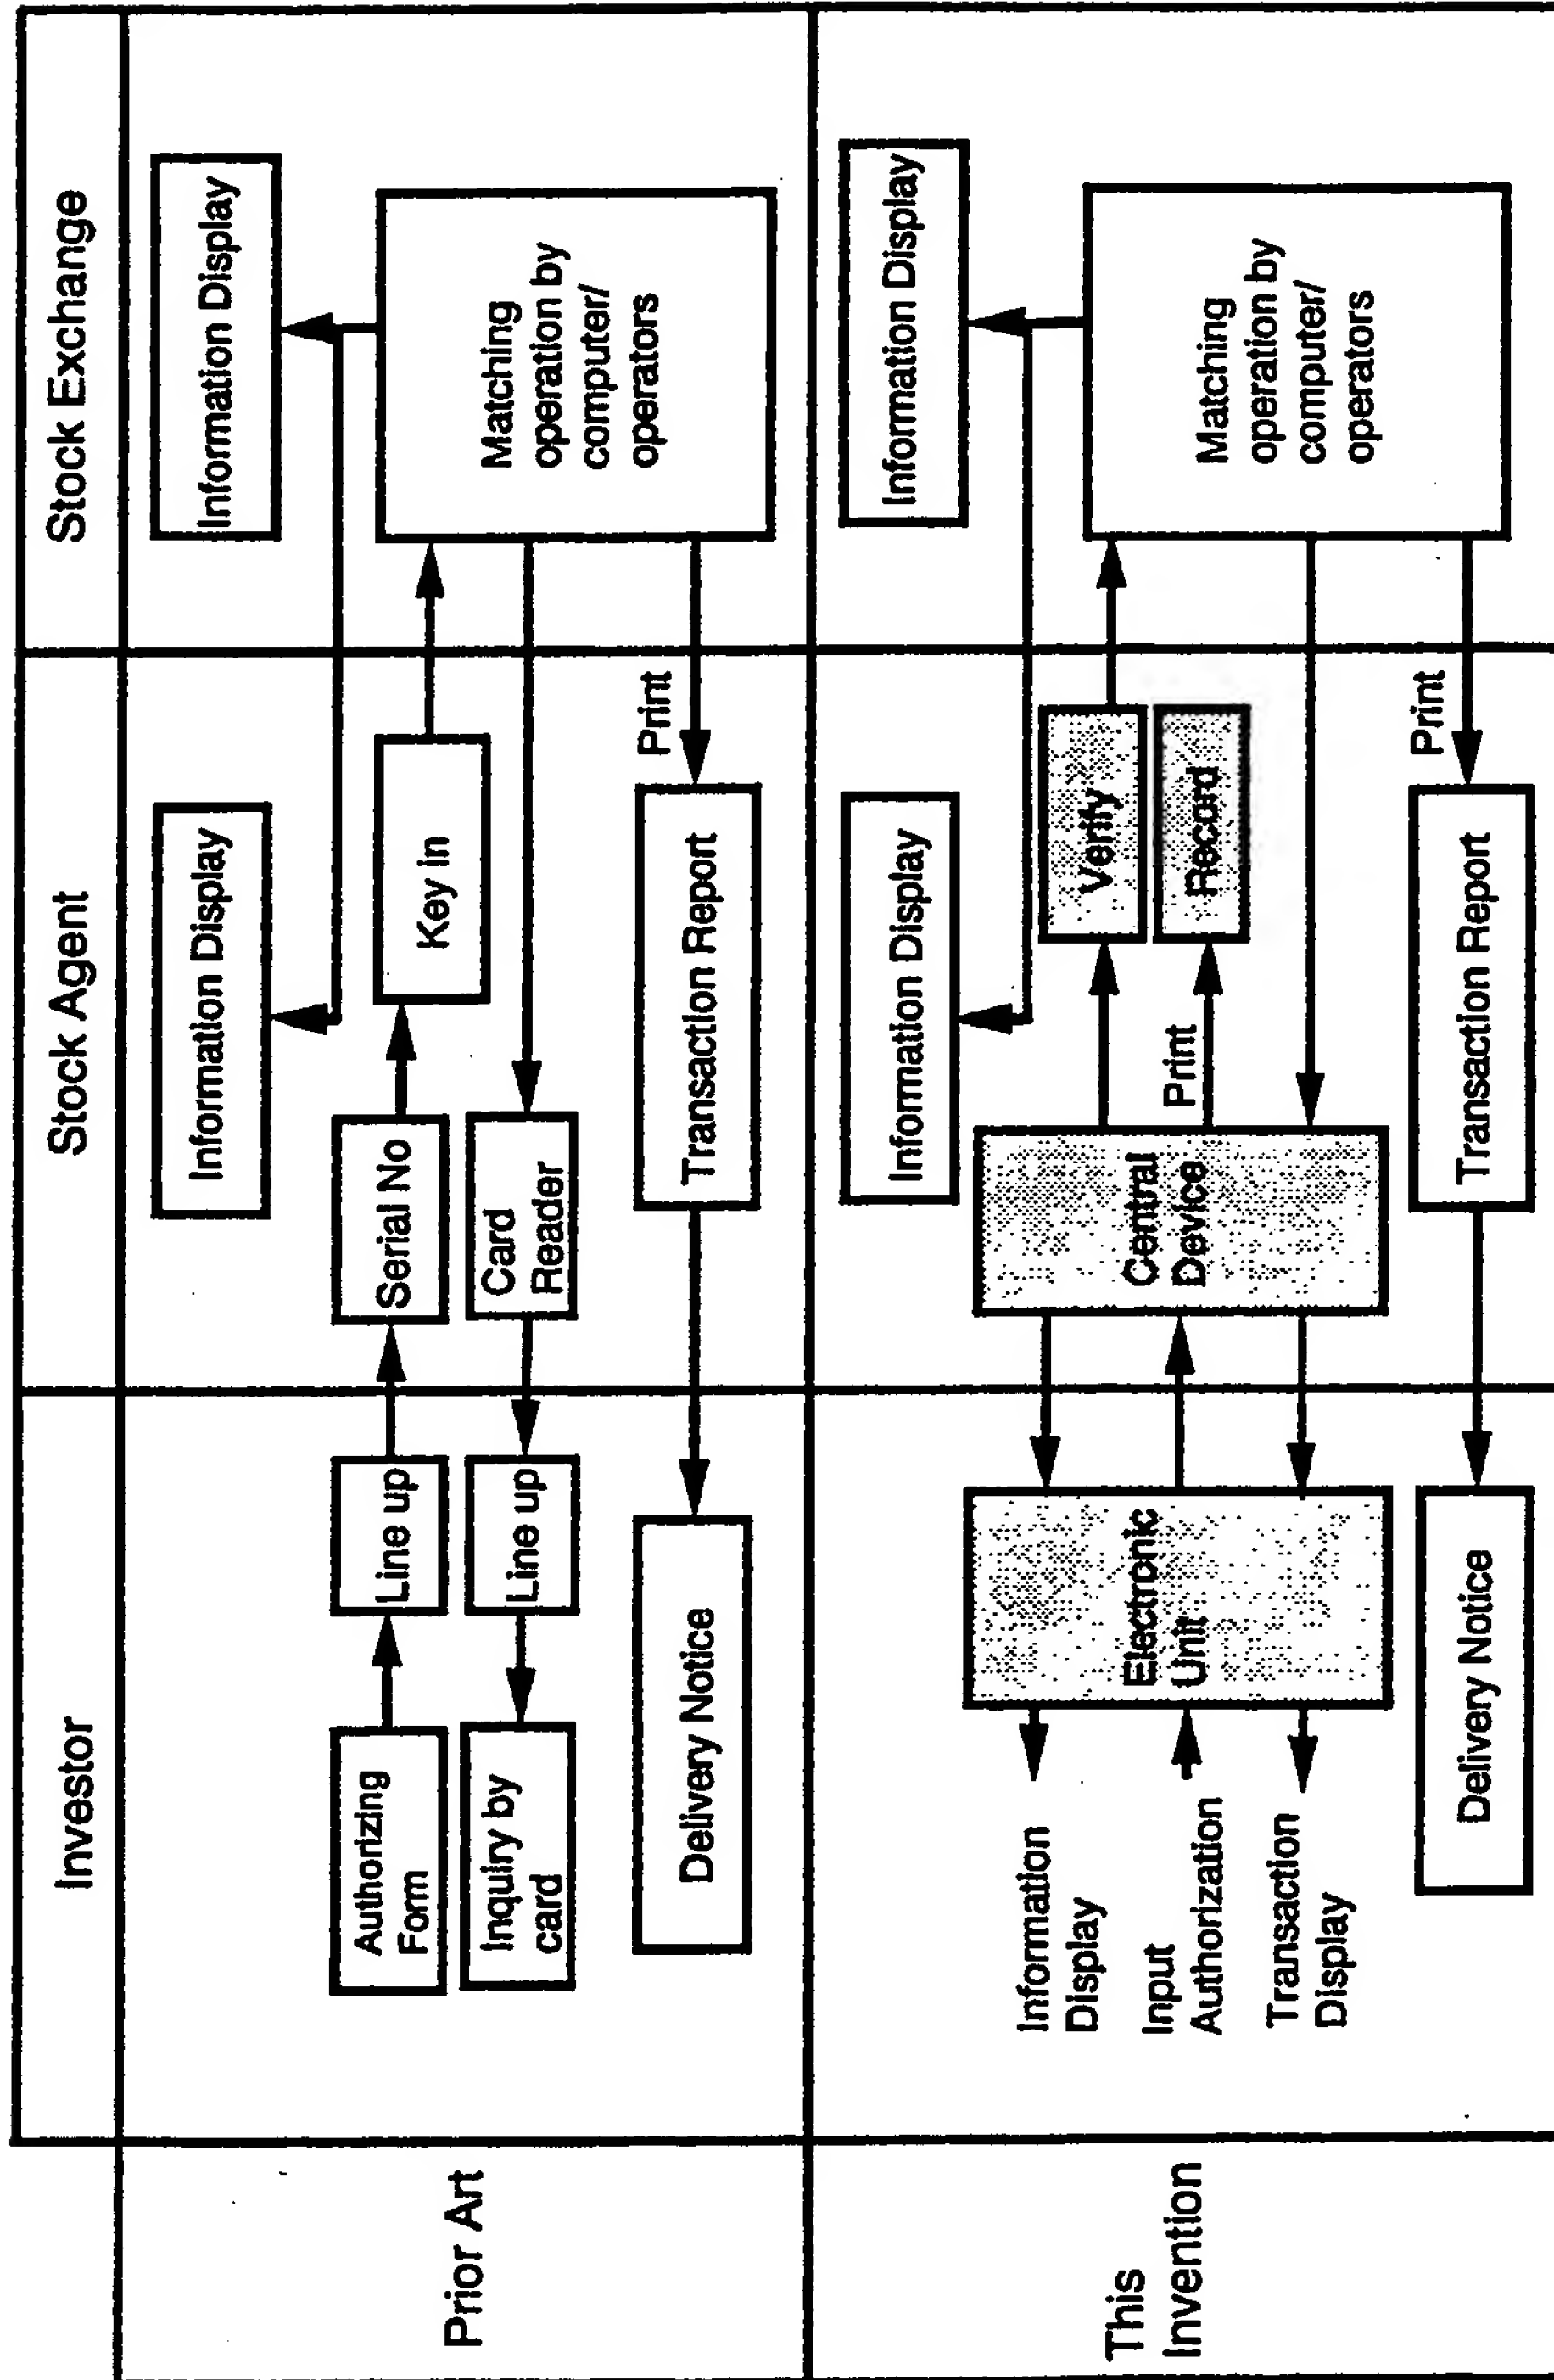 Investor
Stock Agent
Stock Exchange
Prior Art
Information Display
Information Display
Authorizing
Form
Line up
Serial No
Key in
Matching
operation by
computer/
operators
Inquiry by
card
Line up
Card
Reader
Print
Delivery Notice
Transaction Report
This
Invention
Information Display
Information Display
Information
Display
Input
Authorization
Transaction
Display
Electronic
Unit
Central
Device
Verify
Print
Record
Matching
operation by
computer/
operators
Print
Delivery Notice
Transaction Report